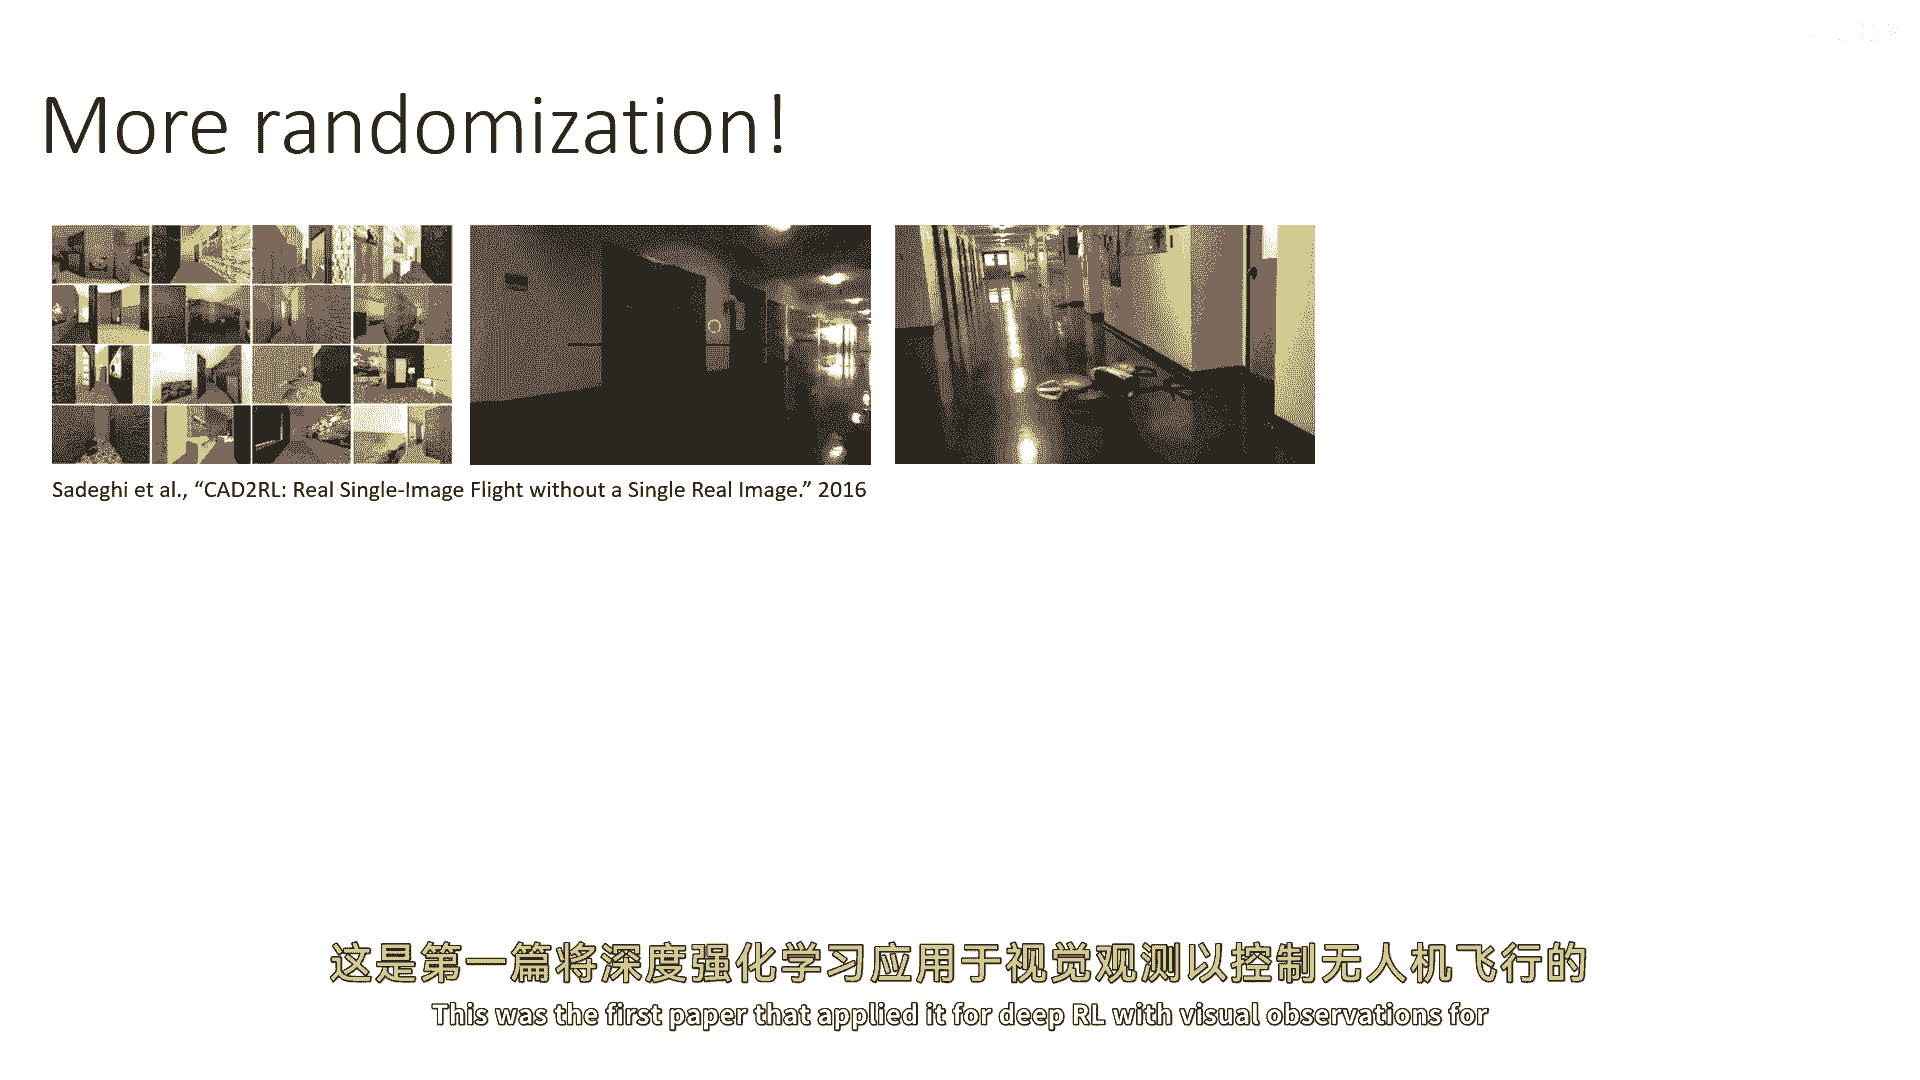 More randomization!
Sadeghi et al., “CAD2RL: Real Single-Image Flight without a Single Real Image.” 2016
这是第一篇将深度强化学习应用于视觉观测以控制无人机飞行的
This was the first paper that applied it for deep RL with visual observations for